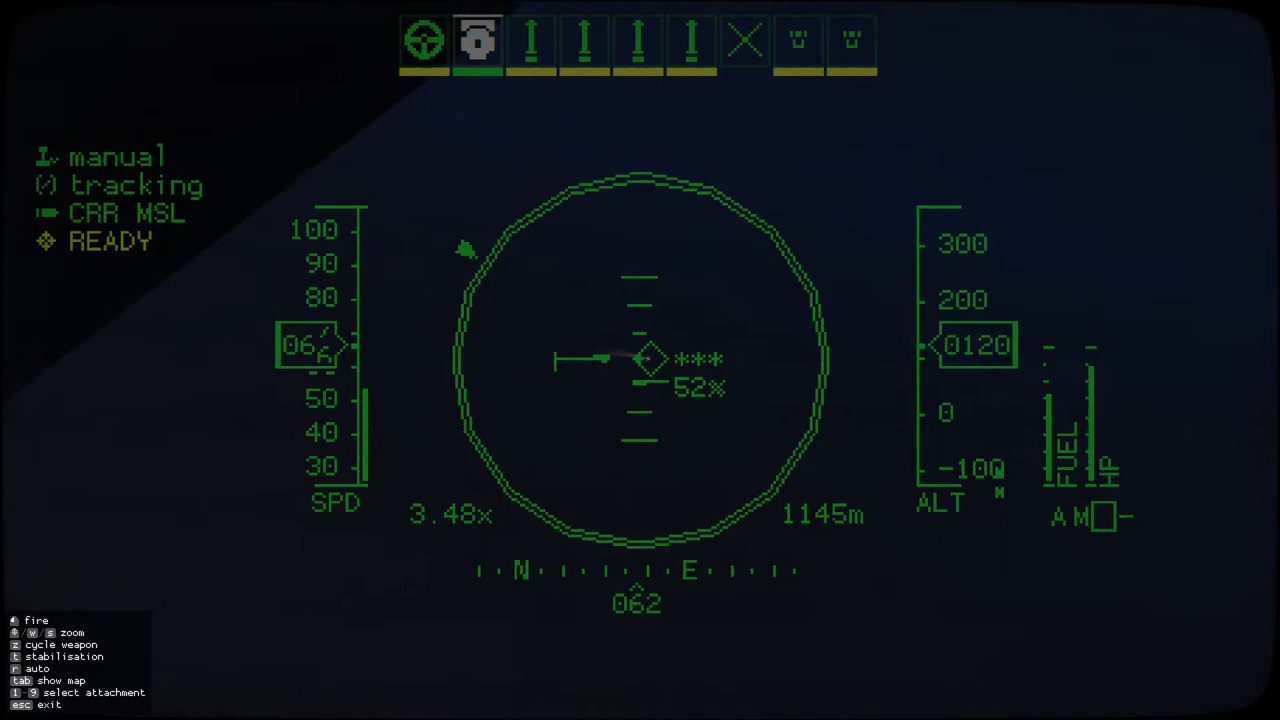 manual
tracking
CRR MSL
READY
100
90
80
50
40
30
SPD
***
52%
3.48x
1145m
300
200
0120
0
-100
ALT
FUEL
HP
N
E
062
fire
/w/s zoom
z cycle weapon
t stabilisation
r auto
tab show map
1-9 select attachment
esc exit